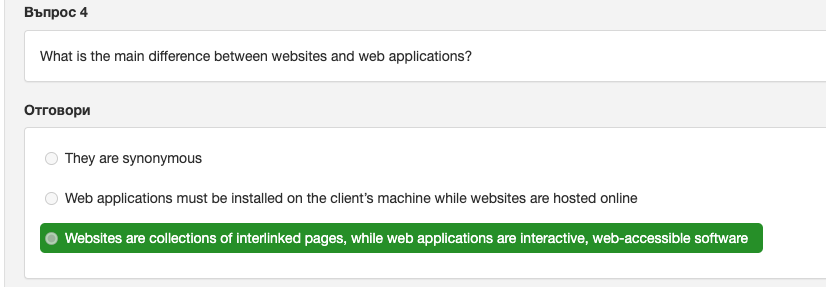 Въпрос 4
What is the main difference between websites and web applications?
Отговори
They are synonymous
Web applications must be installed on the client's machine while websites are hosted online
Websites are collections of interlinked pages, while web applications are interactive, web-accessible software